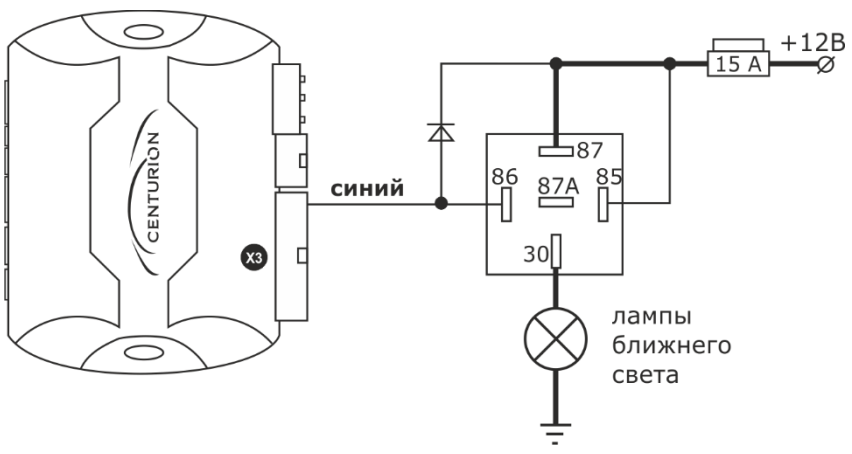 +12В
15 А
87
86
87А
85
синий
CENTURION
X3
30
лампы
ближнего
света